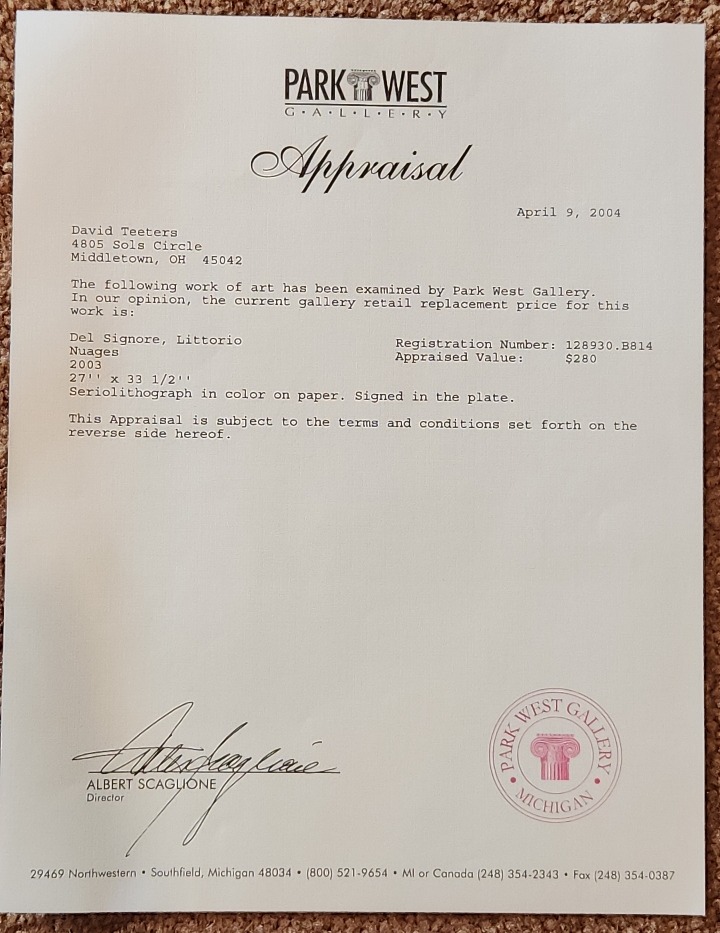 PARK WEST
G·A·L·L·E·R·Y
Appraisal
April 9, 2004
David Teeters
4805 Sols Circle
Middletown, OH 45042
The following work of art has been examined by Park West Gallery.
In our opinion, the current gallery retail replacement price for this
work is:
Del Signore, Littorio
Nuages
2003
27'' x 33 1/2''
Seriolithograph in color on paper. Signed in the plate.
Registration Number: 128930.B814
Appraised Value: $280
This Appraisal is subject to the terms and conditions set forth on the
reverse side hereof.
Albert Scaglione
ALBERT SCAGLIONE
Director
PARK WEST GALLERY
• MICHIGAN •
29469 Northwestern • Southfield, Michigan 48034 • (800) 521-9654 • MI or Canada (248) 354-2343 • Fax (248) 354-0387